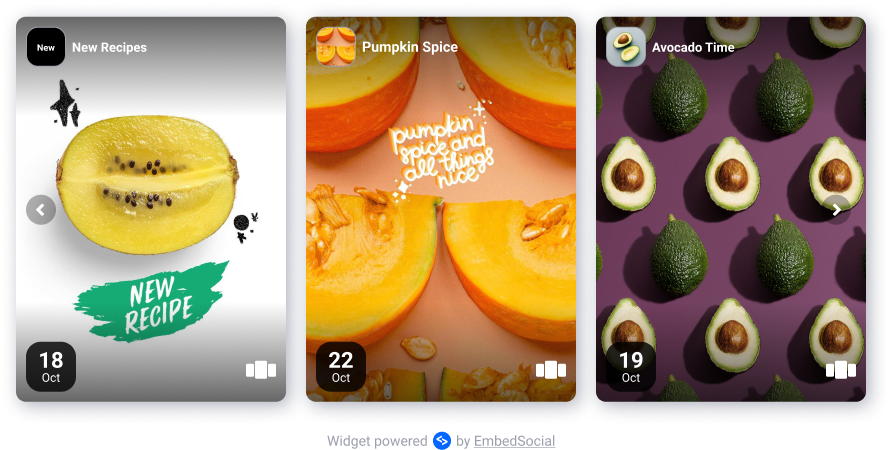 New
New Recipes
NEW
RECIPE
18
Oct
Pumpkin Spice
pumpkin
spice and
all things
nice
22
Oct
Avocado Time
19
Oct
Widget powered by EmbedSocial